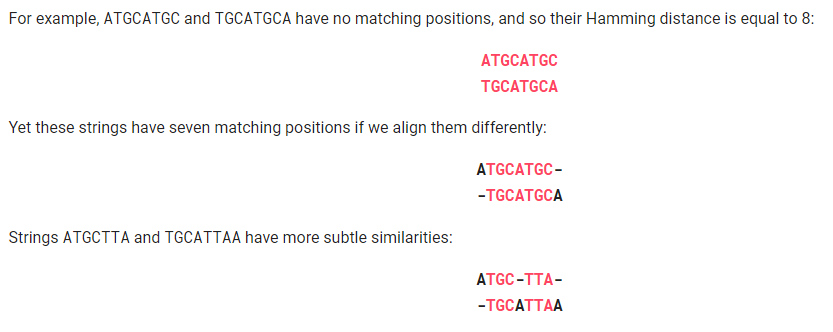 For example, ATGCATGC and TGCATGCA have no matching positions, and so their Hamming distance is equal to 8:
ATGCATGC
TGCATGCA
Yet these strings have seven matching positions if we align them differently:
ATGCATGC-
-TGCATGCA
Strings ATGCTTA and TGCATTAA have more subtle similarities:
ATGC-TTA-
-TGCATTAA